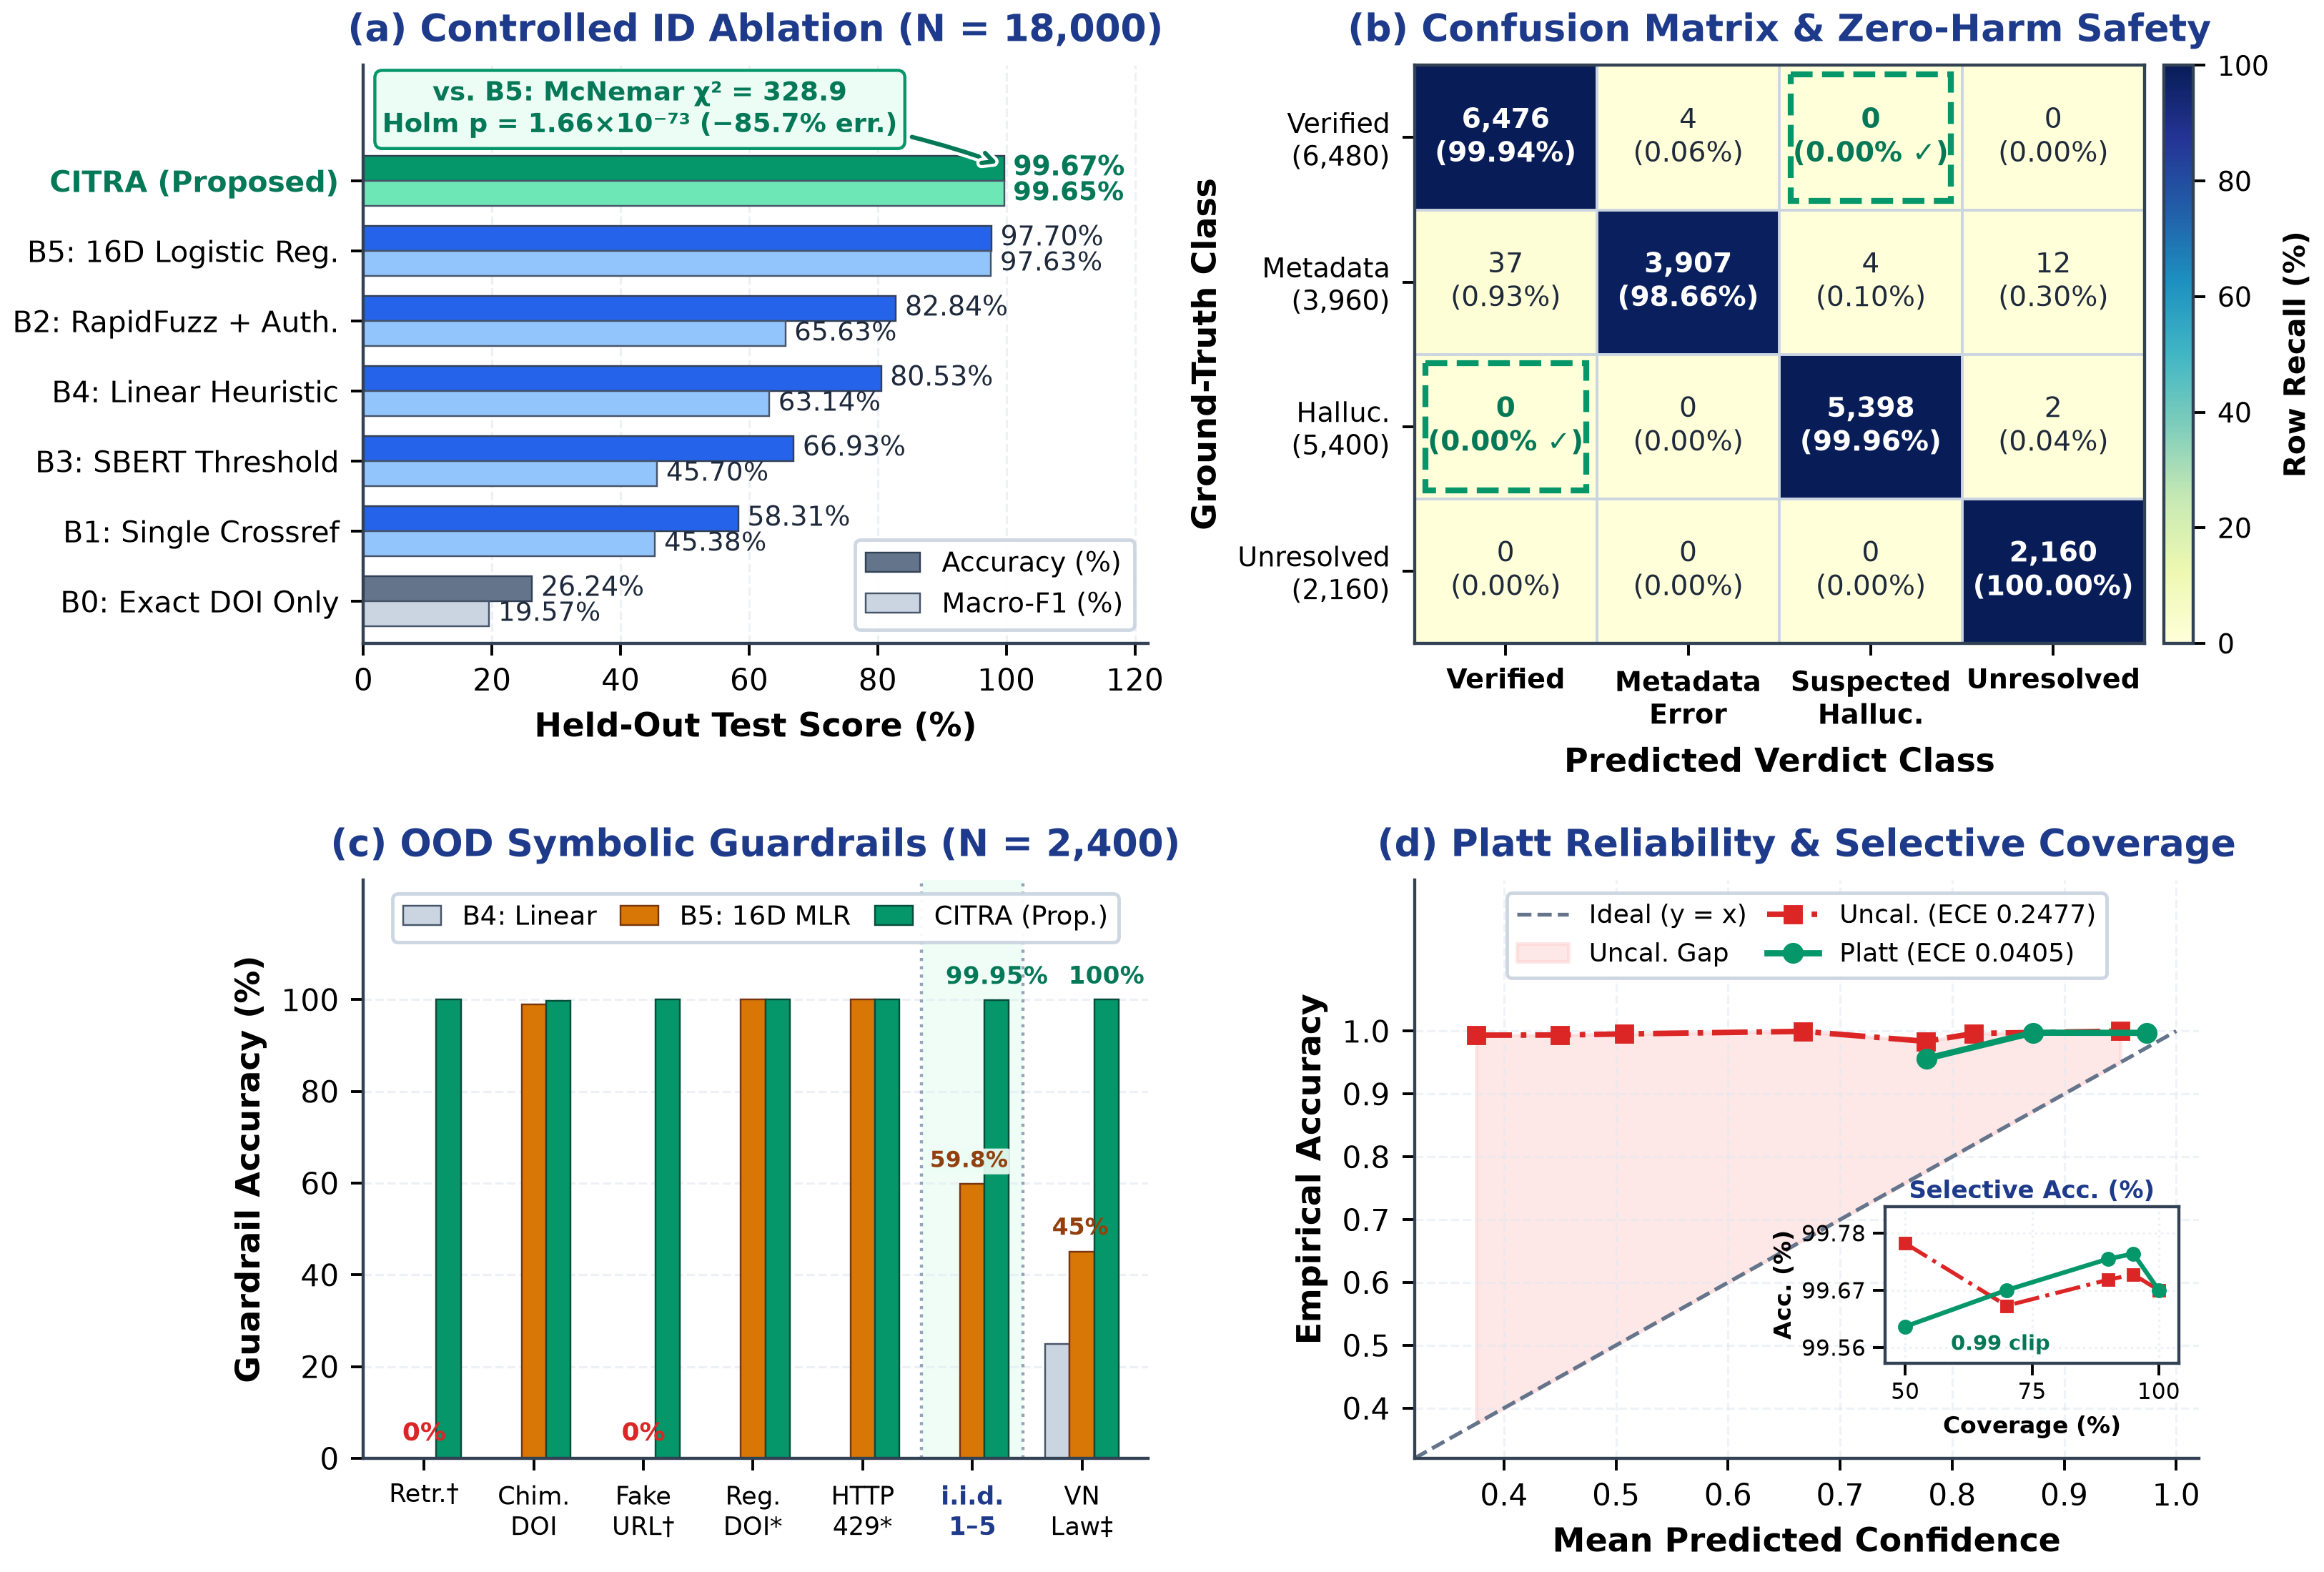 (a) Controlled ID Ablation (N = 18,000)
vs. B5: McNemar χ² = 328.9
Holm p = 1.66×10⁻⁷³ (−85.7% err.)
CITRA (Proposed)
99.67%
99.65%
B5: 16D Logistic Reg.
97.70%
97.63%
B2: RapidFuzz + Auth.
82.84%
65.63%
B4: Linear Heuristic
80.53%
63.14%
B3: SBERT Threshold
66.93%
45.70%
B1: Single Crossref
58.31%
45.38%
B0: Exact DOI Only
26.24%
19.57%
Accuracy (%)
Macro-F1 (%)
0 20 40 60 80 100 120
Held-Out Test Score (%)
(b) Confusion Matrix & Zero-Harm Safety
Ground-Truth Class
Verified
(6,480)
6,476 4 0 0
(99.94%) (0.06%) (0.00% ✓) (0.00%)
Metadata
(3,960)
37 3,907 4 12
(0.93%) (98.66%) (0.10%) (0.30%)
Halluc.
(5,400)
0 0 5,398 2
(0.00% ✓) (0.00%) (99.96%) (0.04%)
Unresolved
(2,160)
0 0 0 2,160
(0.00%) (0.00%) (0.00%) (100.00%)
Verified Metadata Suspected Unresolved
Error Halluc.
Predicted Verdict Class
100
80
60
40
20
0
Row Recall (%)
(c) OOD Symbolic Guardrails (N = 2,400)
B4: Linear B5: 16D MLR CITRA (Prop.)
Guardrail Accuracy (%)
100
80
60
40
20
0
0%
0%
59.8%
99.95%
45%
100%
Retr.† Chim. Fake Reg. HTTP i.i.d. VN
DOI URL† DOI* 429* 1–5 Law‡
(d) Platt Reliability & Selective Coverage
Ideal (y = x) Uncal. (ECE 0.2477)
Uncal. Gap Platt (ECE 0.0405)
Empirical Accuracy
1.0
0.9
0.8
0.7
0.6
0.5
0.4
0.4 0.5 0.6 0.7 0.8 0.9 1.0
Mean Predicted Confidence
Selective Acc. (%)
Acc. (%)
99.78
99.67
99.56
0.99 clip
50 75 100
Coverage (%)